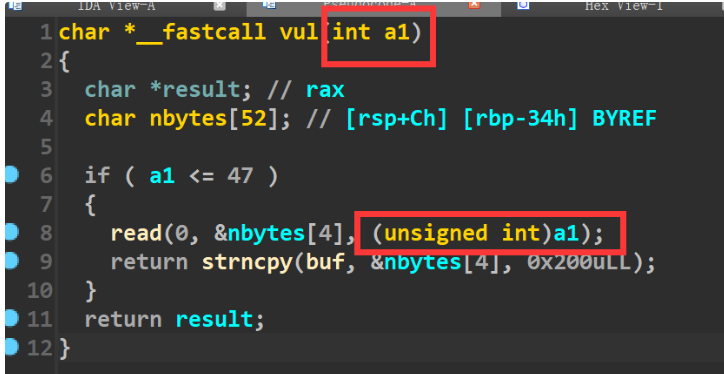 IDA View-A Pseudocode-A Hex View-1
1 char *__fastcall vul(int a1)
2 {
3 char *result; // rax
4 char nbytes[52]; // [rsp+Ch] [rbp-34h] BYREF
5
6 if ( a1 <= 47 )
7 {
8 read(0, &nbytes[4], (unsigned int)a1);
9 return strncpy(buf, &nbytes[4], 0x200uLL);
10 }
11 return result;
12 }